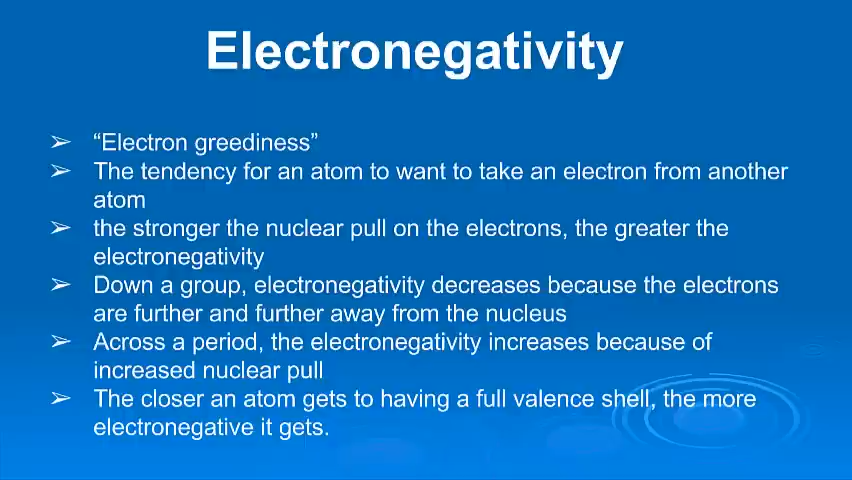 Electronegativity
➢ “Electron greediness”
➢ The tendency for an atom to want to take an electron from another
atom
➢ the stronger the nuclear pull on the electrons, the greater the
electronegativity
➢ Down a group, electronegativity decreases because the electrons
are further and further away from the nucleus
➢ Across a period, the electronegativity increases because of
increased nuclear pull
➢ The closer an atom gets to having a full valence shell, the more
electronegative it gets.